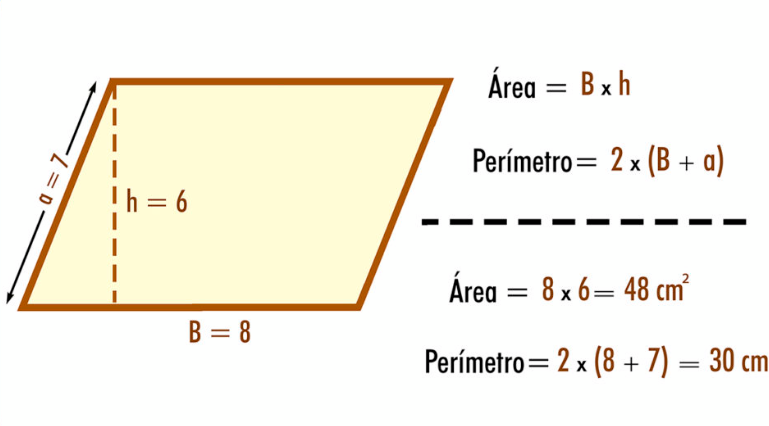 a = 7
h = 6
B = 8
Área = B x h
Perímetro = 2 x (B + a)
Área = 8 x 6 = 48 cm²
Perímetro = 2 x (8 + 7) = 30 cm